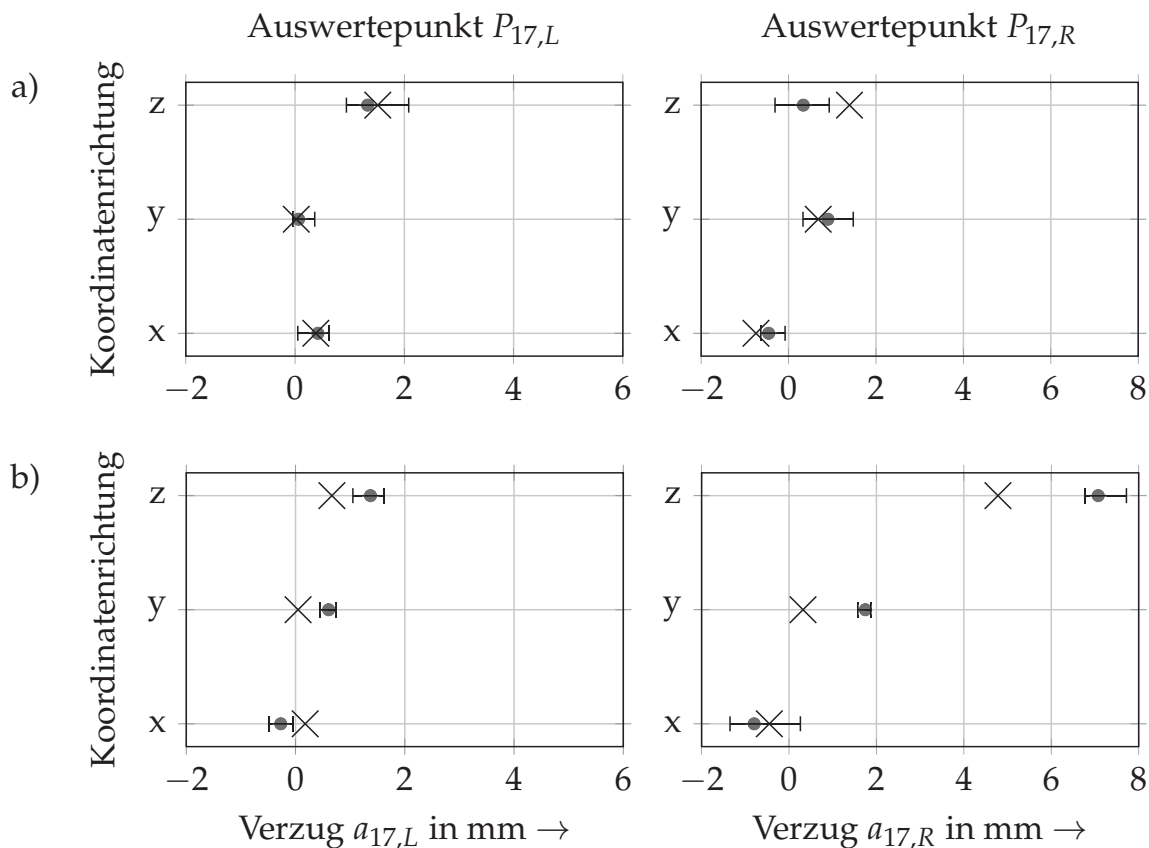 Auswertepunkt P17,L
Auswertepunkt P17,R
a)
Koordinatenrichtung
z
y
x
−2 0 2 4 6
z
y
x
−2 0 2 4 6 8
b)
Koordinatenrichtung
z
y
x
−2 0 2 4 6
Verzug a17,L in mm →
z
y
x
−2 0 2 4 6 8
Verzug a17,R in mm →